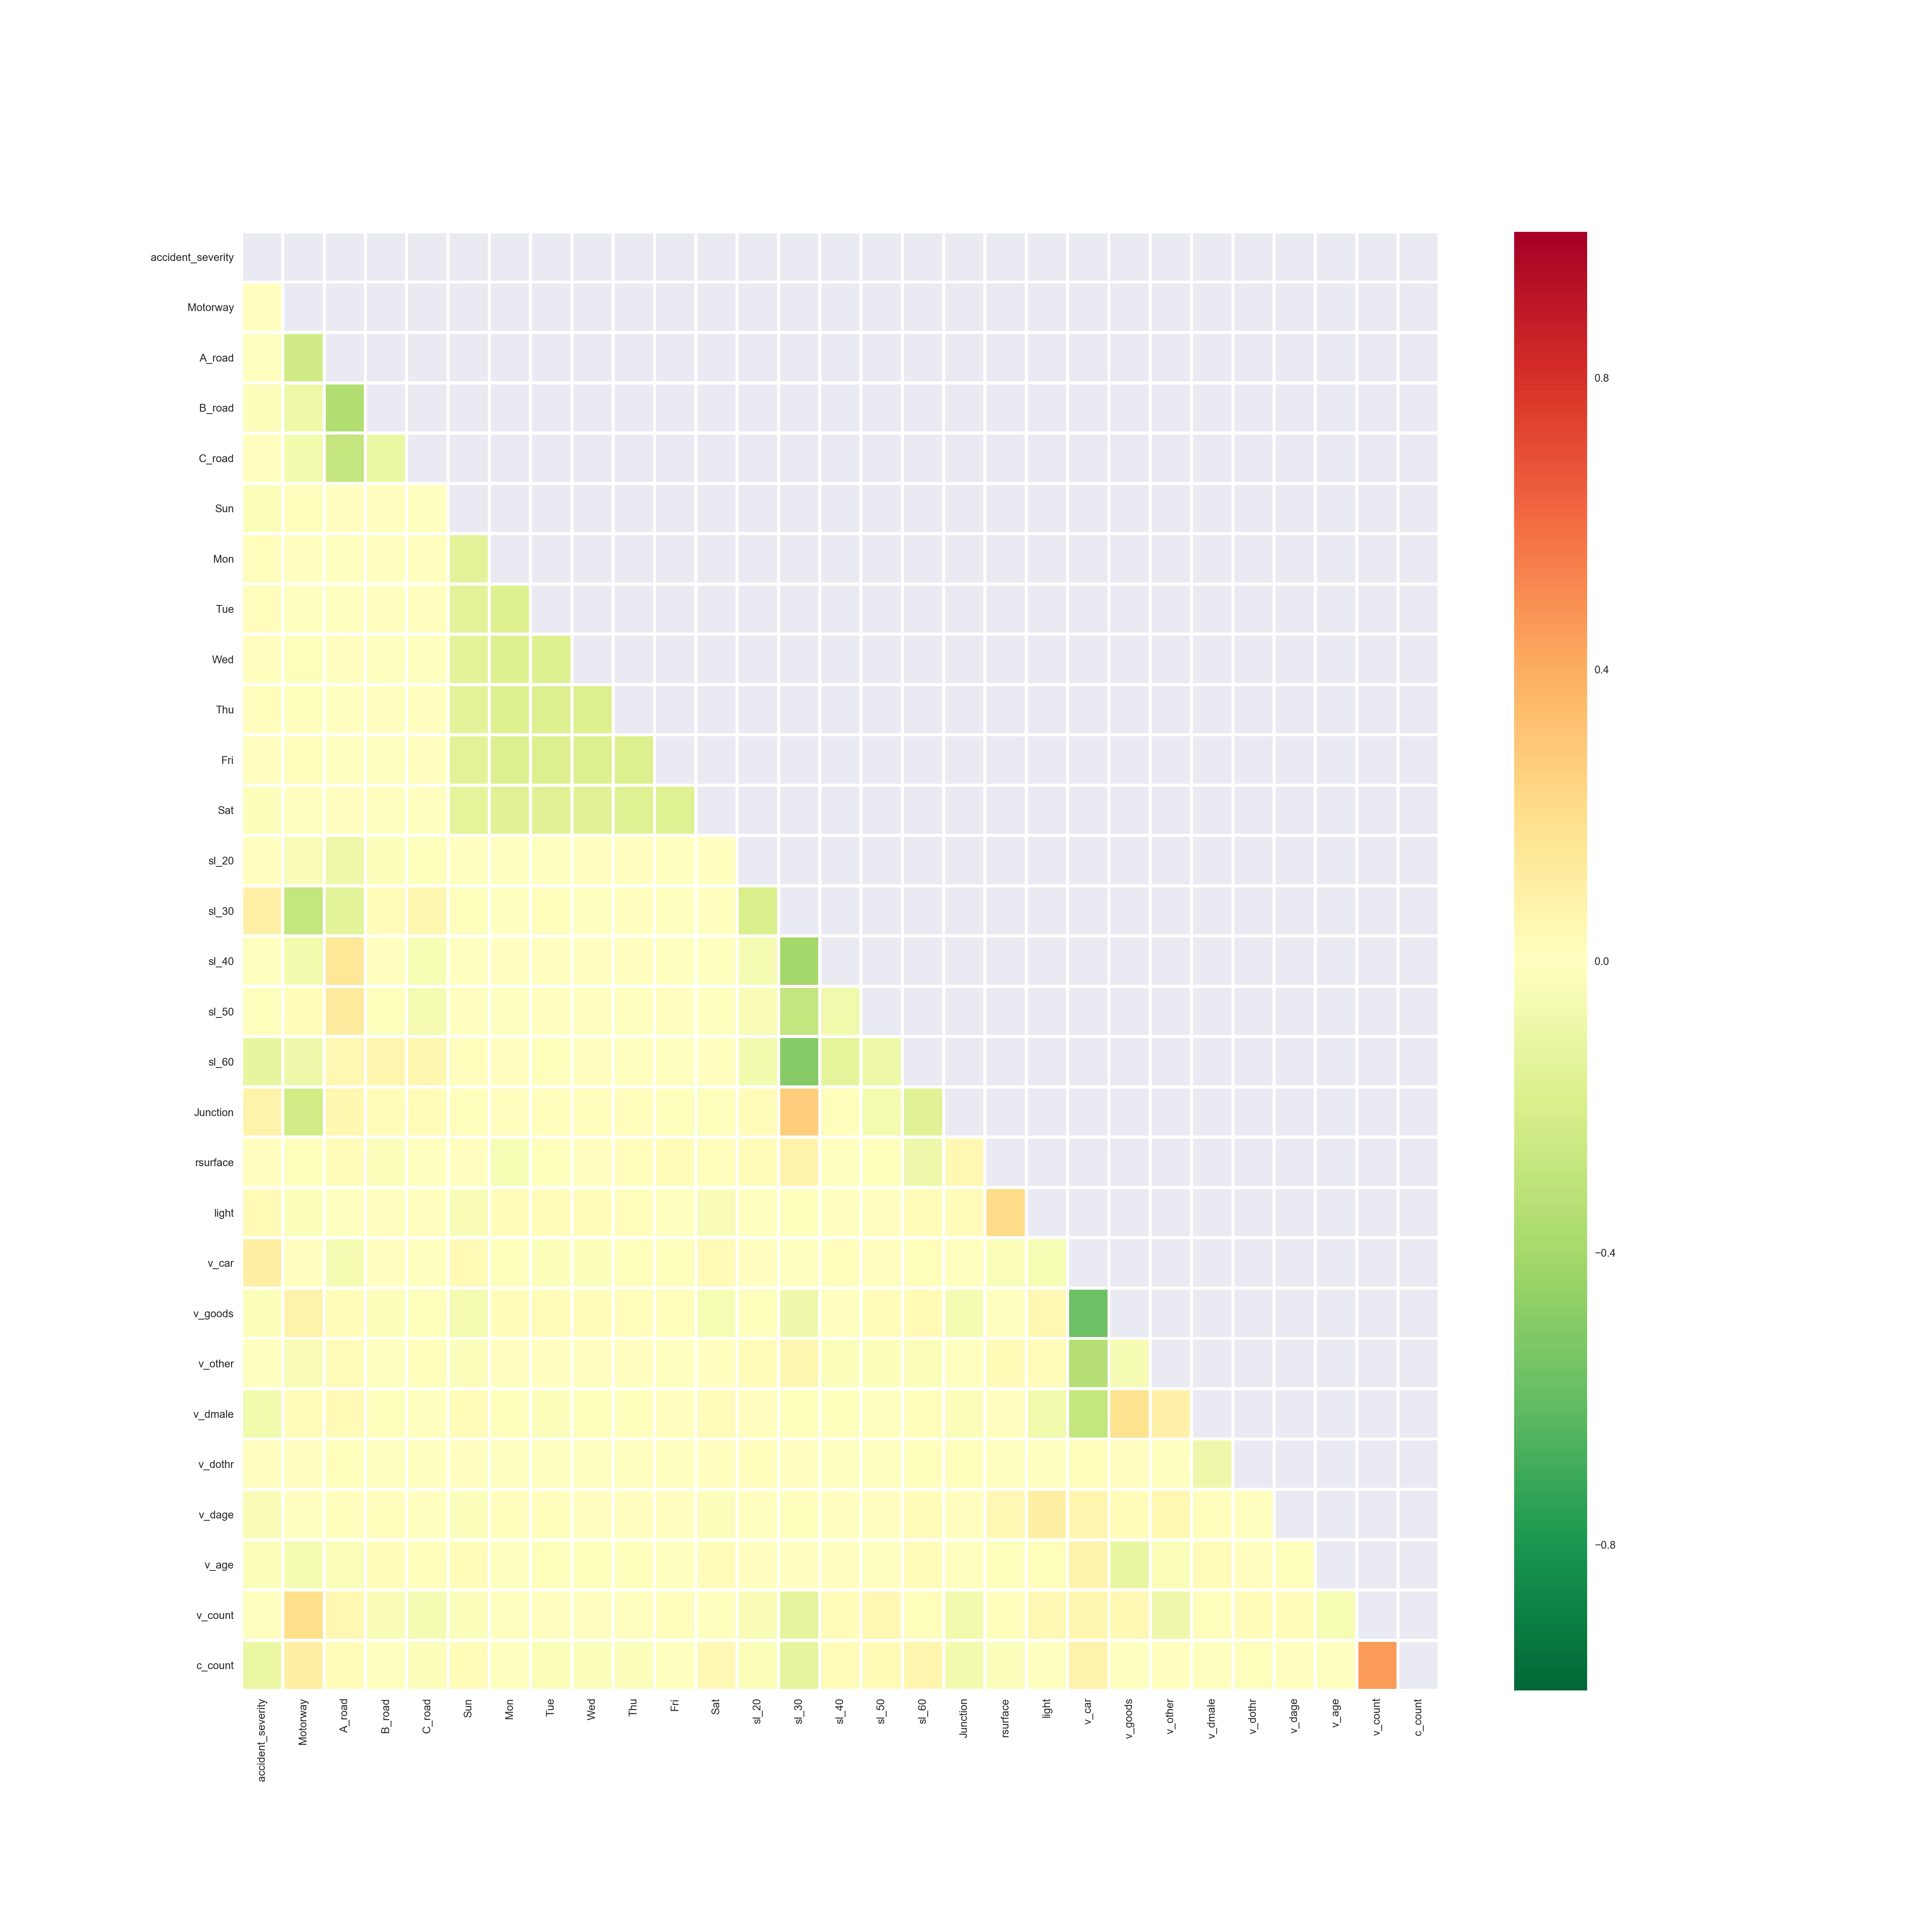 accident_severity
Motorway
A_road
B_road
C_road
Sun
Mon
Tue
Wed
Thu
Fri
Sat
sl_20
sl_30
sl_40
sl_50
sl_60
Junction
rsurface
light
v_car
v_goods
v_other
v_dmale
v_dothr
v_dage
v_age
v_count
c_count
accident_severity
Motorway
A_road
B_road
C_road
Sun
Mon
Tue
Wed
Thu
Fri
Sat
sl_20
sl_30
sl_40
sl_50
sl_60
Junction
rsurface
light
v_car
v_goods
v_other
v_dmale
v_dothr
v_dage
v_age
v_count
c_count
0.8
0.4
0.0
−0.4
−0.8